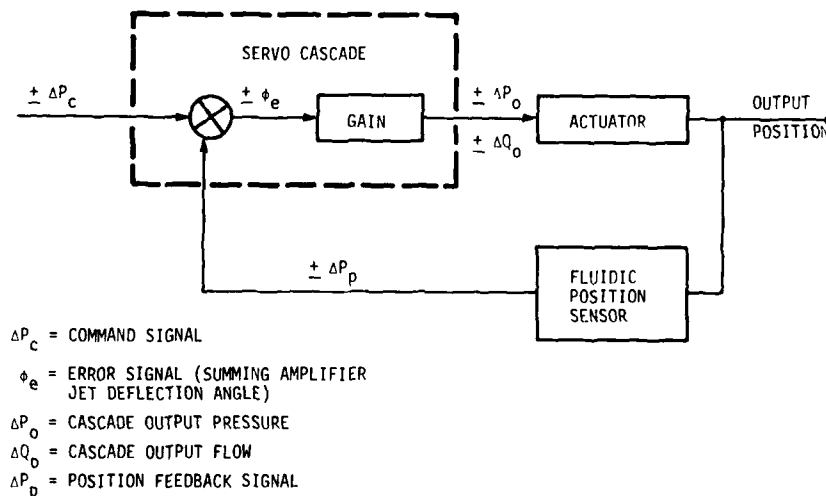 SERVO CASCADE
± ΔP_c
± ϕ_e
GAIN
± ΔP_o
± ΔQ_o
ACTUATOR
OUTPUT
POSITION
± ΔP_p
FLUIDIC
POSITION
SENSOR
ΔP_c = COMMAND SIGNAL
ϕ_e = ERROR SIGNAL (SUMMING AMPLIFIER
JET DEFLECTION ANGLE)
ΔP_o = CASCADE OUTPUT PRESSURE
ΔQ_o = CASCADE OUTPUT FLOW
ΔP_p = POSITION FEEDBACK SIGNAL